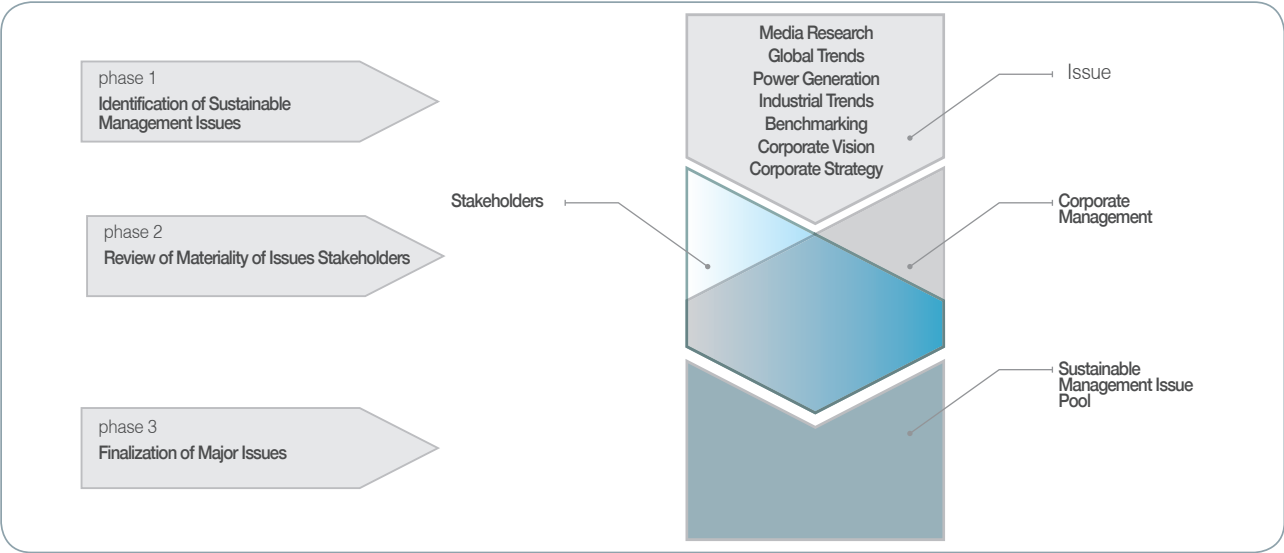 phase 1
Identification of Sustainable
Management Issues
Media Research
Global Trends
Power Generation
Industrial Trends
Benchmarking
Corporate Vision
Corporate Strategy
Issue
phase 2
Review of Materiality of Issues Stakeholders
Stakeholders
Corporate
Management
phase 3
Finalization of Major Issues
Sustainable
Management Issue
Pool